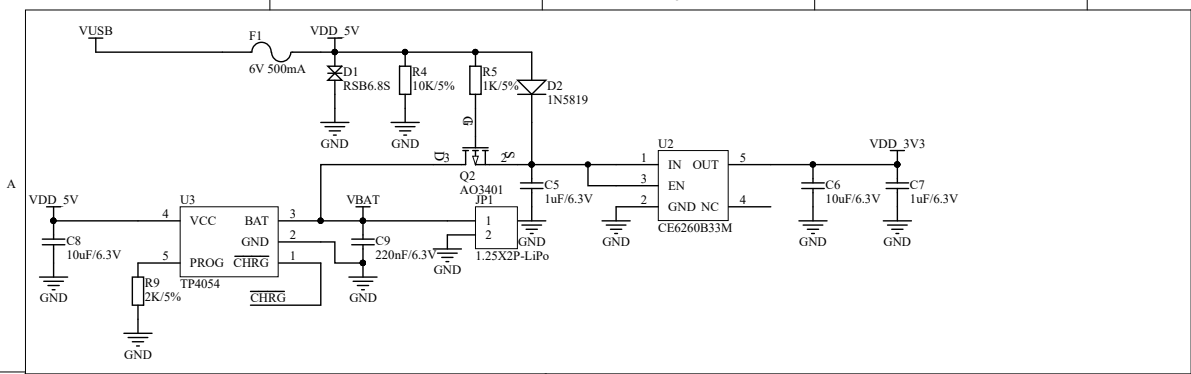 VUSB
F1
6V 500mA
VDD_5V
D1
RSB6.8S
GND
R4
10K/5%
GND
R5
1K/5%
D2
1N5819
G
D
S
3
2
Q2
AO3401
A
VDD_5V
C8
10uF/6.3V
GND
U3
4
VCC
BAT
3
GND
2
5
PROG
CHRG
1
TP4054
R9
2K/5%
GND
CHRG
VBAT
C9
220nF/6.3V
GND
JP1
1
2
1.25X2P-LiPo
GND
C5
1uF/6.3V
GND
U2
1
IN
OUT
5
3
EN
2
GND
NC
4
CE6260B33M
GND
VDD_3V3
C6
10uF/6.3V
GND
C7
1uF/6.3V
GND